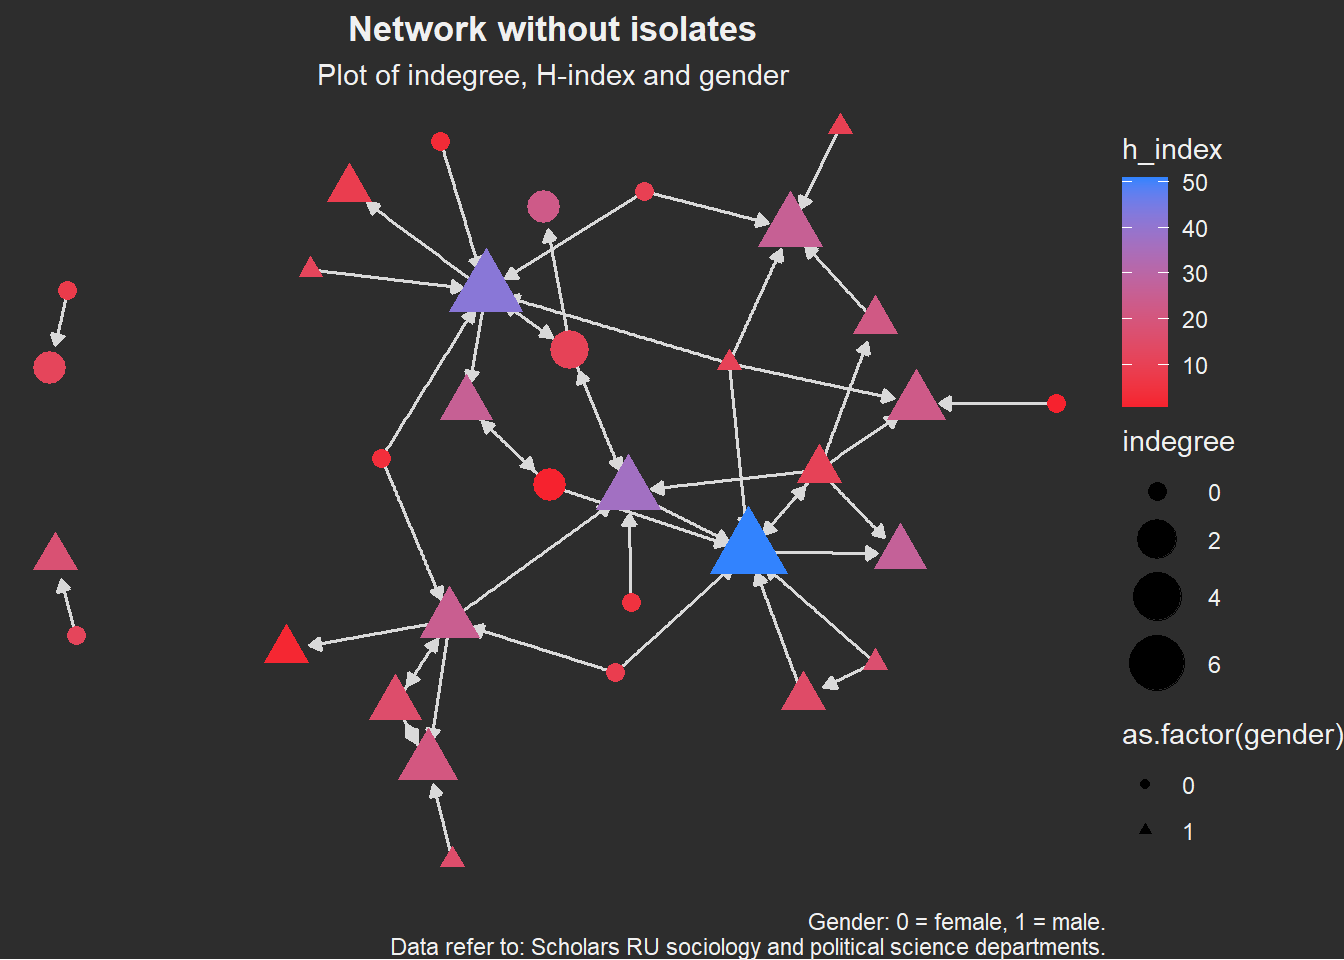 Network without isolates
Plot of indegree, H-index and gender
h_index
50
40
30
20
10
indegree
0
2
4
6
as.factor(gender)
0
1
Gender: 0 = female, 1 = male.
Data refer to: Scholars RU sociology and political science departments.